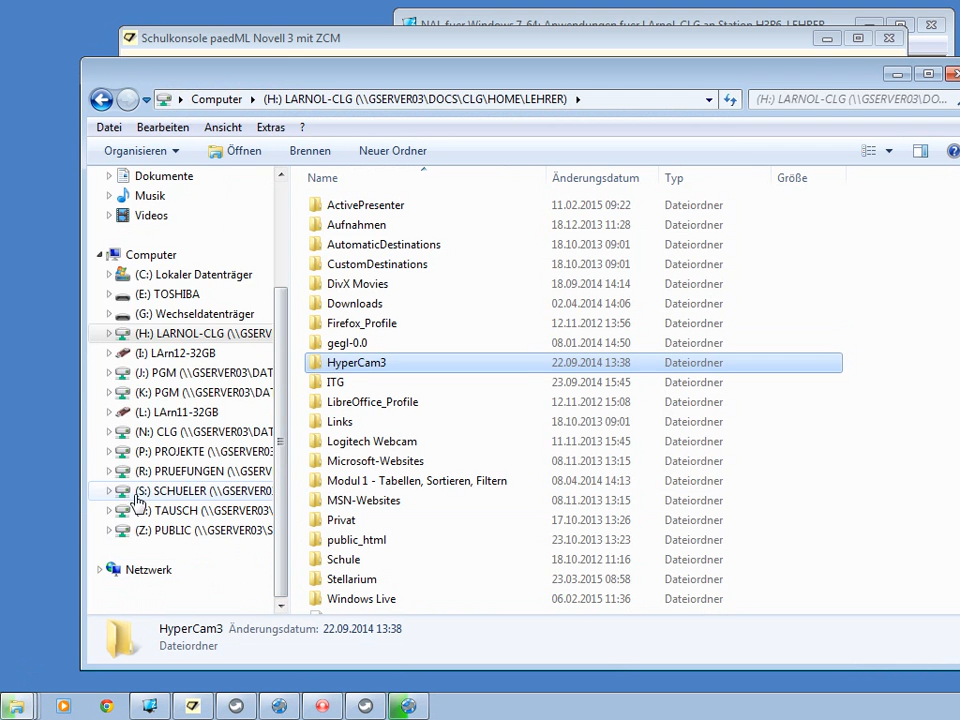 NAL fuer Windows 7-64: Anwendungen fuer LArnol-CLG an Station H3P6-LEHRER
Schulkonsole paedML Novell 3 mit ZCM
Computer (H:) LARNOL-CLG (\\GSERVER03\DOCS\CLG\HOME\LEHRER)
(H:) LARNOL-CLG (\\GSERVER03\DO...
Datei Bearbeiten Ansicht Extras ?
Organisieren Öffnen Brennen Neuer Ordner
Name Änderungsdatum Typ Größe
Dokumente
Musik
Videos
Computer
(C:) Lokaler Datenträger
(E:) TOSHIBA
(G:) Wechseldatenträger
(H:) LARNOL-CLG (\\GSERV
(I:) LArn12-32GB
(J:) PGM (\\GSERVER03\DAT
(K:) PGM (\\GSERVER03\DAT
(L:) LArn11-32GB
(N:) CLG (\\GSERVER03\DAT
(P:) PROJEKTE (\\GSERVER03
(R:) PRUEFUNGEN (\\GSERV
(S:) SCHUELER (\\GSERVER0
TAUSCH (\\GSERVER03\
(Z:) PUBLIC (\\GSERVER03\S
Netzwerk
ActivePresenter 11.02.2015 09:22 Dateiordner
Aufnahmen 18.12.2013 11:28 Dateiordner
AutomaticDestinations 18.10.2013 09:01 Dateiordner
CustomDestinations 18.10.2013 09:01 Dateiordner
DivX Movies 18.09.2014 14:14 Dateiordner
Downloads 02.04.2014 14:06 Dateiordner
Firefox_Profile 12.11.2012 13:56 Dateiordner
gegl-0.0 08.01.2014 14:50 Dateiordner
HyperCam3 22.09.2014 13:38 Dateiordner
ITG 23.09.2014 15:45 Dateiordner
LibreOffice_Profile 12.11.2012 15:08 Dateiordner
Links 18.10.2013 09:01 Dateiordner
Logitech Webcam 11.11.2013 15:45 Dateiordner
Microsoft-Websites 08.11.2013 13:15 Dateiordner
Modul 1 - Tabellen, Sortieren, Filtern 08.04.2014 14:13 Dateiordner
MSN-Websites 08.11.2013 13:15 Dateiordner
Privat 17.10.2013 13:26 Dateiordner
public_html 23.10.2013 13:23 Dateiordner
Schule 18.10.2012 11:16 Dateiordner
Stellarium 23.03.2015 08:58 Dateiordner
Windows Live 06.02.2015 11:36 Dateiordner
HyperCam3 Änderungsdatum: 22.09.2014 13:38
Dateiordner